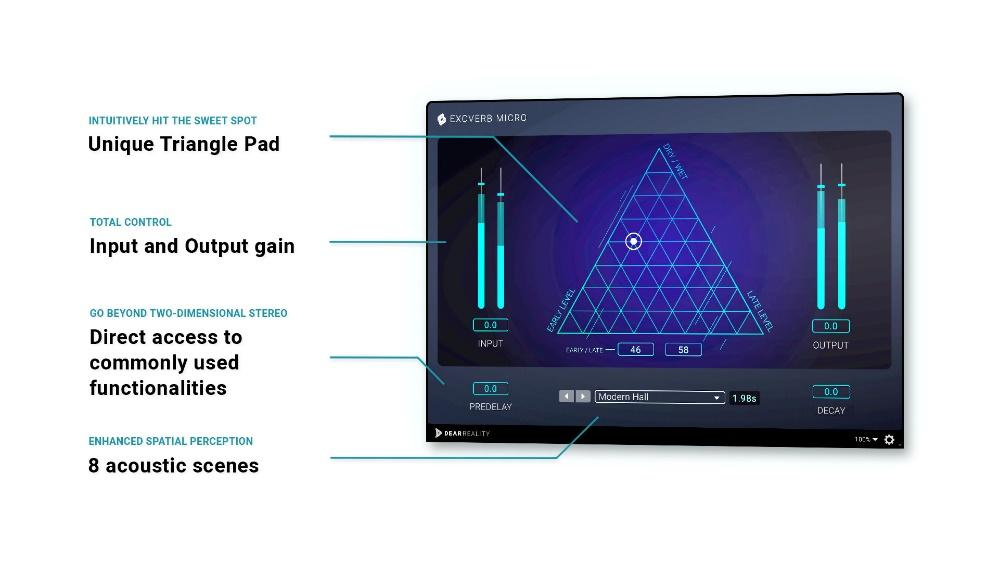 INTUITIVELY HIT THE SWEET SPOT
Unique Triangle Pad
TOTAL CONTROL
Input and Output gain
GO BEYOND TWO-DIMENSIONAL STEREO
Direct access to
commonly used
functionalities
ENHANCED SPATIAL PERCEPTION
8 acoustic scenes
EXCVERB MICRO
DRY / WET
EARLY LEVEL
LATE LEVEL
0.0
INPUT
EARLY / LATE
46
58
0.0
OUTPUT
0.0
PREDELAY
Modern Hall
1.98s
0.0
DECAY
DEARREALITY
100%